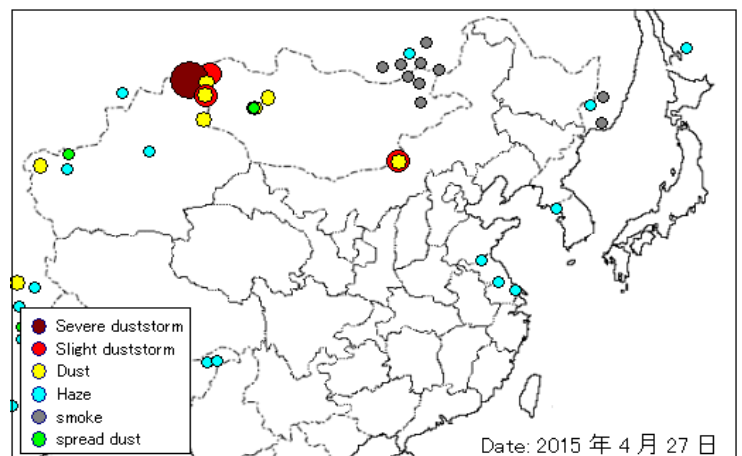 Severe duststorm
Slight duststorm
Dust
Haze
smoke
spread dust
Date: 2015 年 4 月 27 日